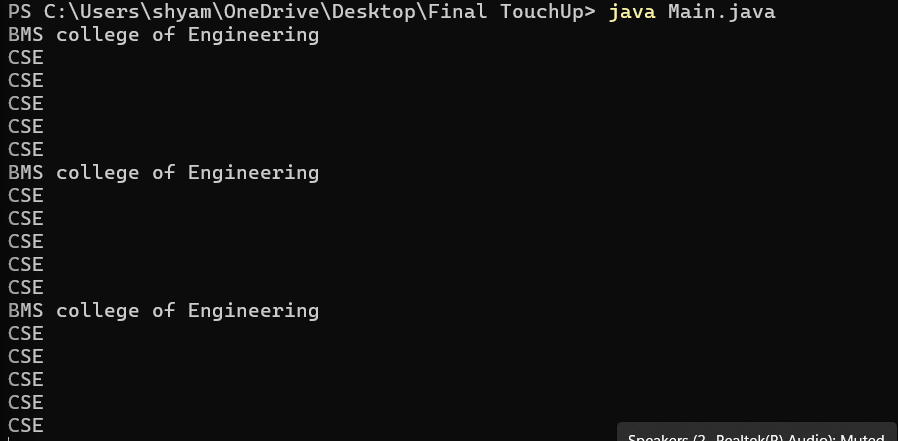 PS C:\Users\shyam\OneDrive\Desktop\Final TouchUp> java Main.java
BMS college of Engineering
CSE
CSE
CSE
CSE
CSE
BMS college of Engineering
CSE
CSE
CSE
CSE
CSE
BMS college of Engineering
CSE
CSE
CSE
CSE
CSE
Speakers (2- Realtek(R) Audio): Muted